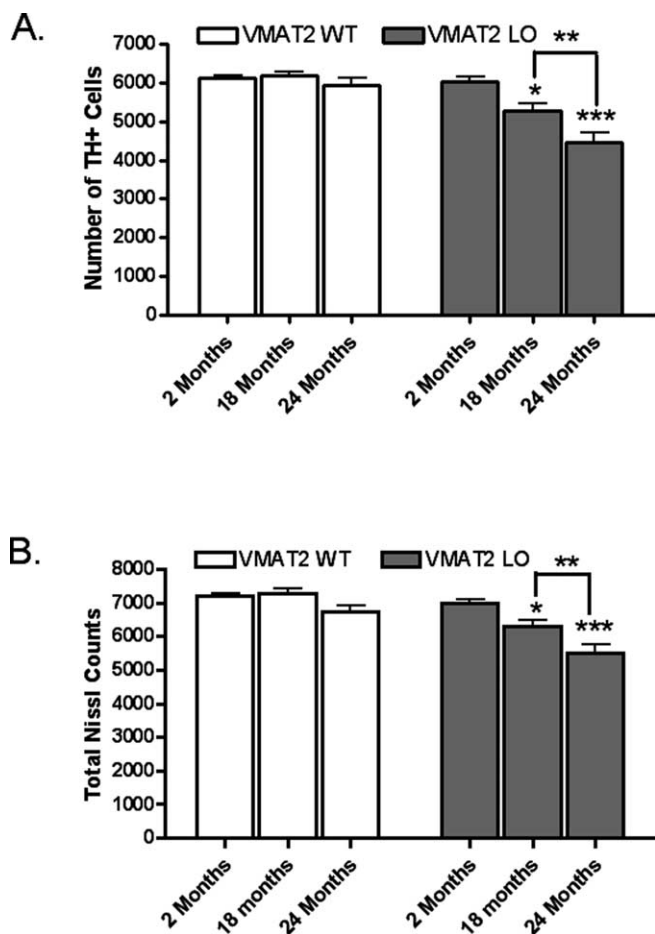 A.
VMAT2 WT VMAT2 LO
Number of TH+ Cells
7000
6000
5000
4000
3000
2000
1000
0
*
**
***
2 Months
18 Months
24 Months
2 Months
18 Months
24 Months
B.
VMAT2 WT VMAT2 LO
Total Nissl Counts
8000
7000
6000
5000
4000
3000
2000
1000
0
*
**
***
2 Months
18 months
24 Months
2 Months
18 months
24 Months